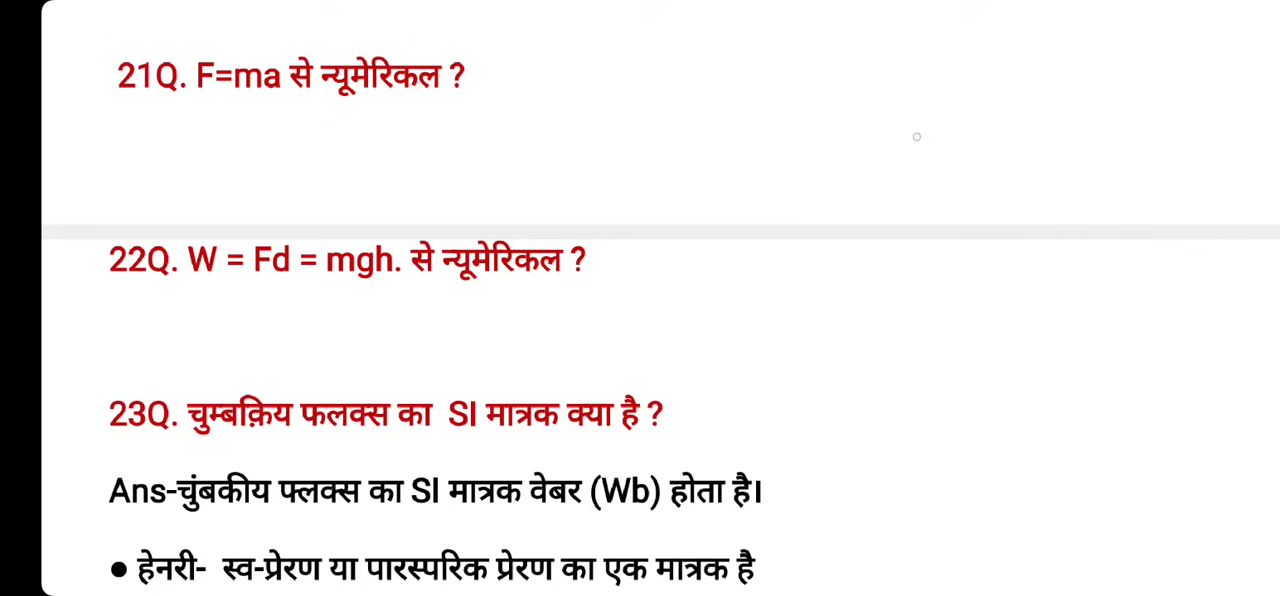 21Q. F=ma से न्यूमेरिकल ?
22Q. W = Fd = mgh. से न्यूमेरिकल ?
23Q. चुम्बक़िय फलक्स का SI मात्रक क्या है ?
Ans-चुंबकीय फ्लक्स का SI मात्रक वेबर (Wb) होता है।
● हेनरी- स्व-प्रेरण या पारस्परिक प्रेरण का एक मात्रक है